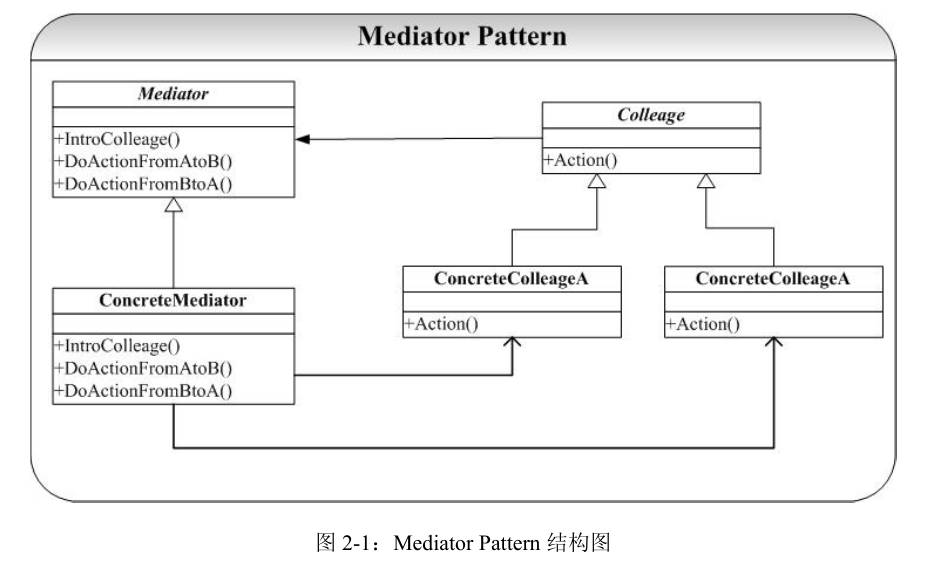 Mediator Pattern
Mediator
+IntroColleage()
+DoActionFromAtoB()
+DoActionFromBtoA()
Colleage
+Action()
ConcreteMediator
+IntroColleage()
+DoActionFromAtoB()
+DoActionFromBtoA()
ConcreteColleageA
+Action()
ConcreteColleageA
+Action()
图 2-1：Mediator Pattern 结构图